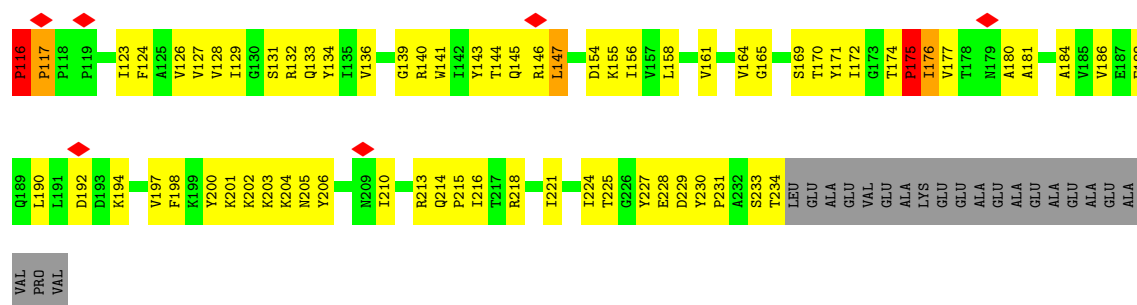 P116 P117 P118 P119 I123 F124 A125 V126 V127 V128 I129 G130 S131 R132 Q133 Y134 I135 V136 G139 R140 W141 I142 Y143 T144 Q145 R146 L147 D154 K155 I156 V157 L158 V161 V164 G165 S169 T170 Y171 I172 G173 T174 P175 I176 V177 T178 N179 A180 A181 A184 V185 V186 E187
Q189 L190 L191 D192 D193 K194 V197 F198 K199 Y200 K201 K202 K203 K204 N205 Y206 N209 I210 R213 Q214 P215 I216 T217 R218 I221 I224 T225 G226 Y227 E228 D229 Y230 P231 A232 S233 T234 LEU GLU ALA GLU VAL GLU ALA LYS GLU GLU ALA GLU ALA GLU ALA GLU ALA GLU ALA
VAL PRO VAL